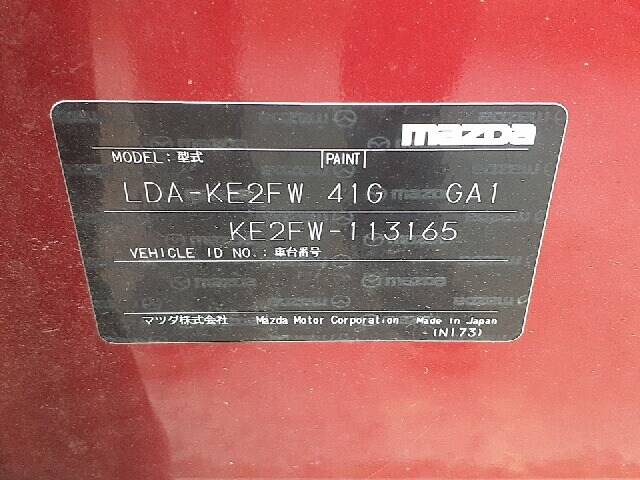 mazda
MODEL: 型式 PAINT
LDA-KE2FW 41G GA1
KE2FW-113165
VEHICLE ID NO.: 車台番号
マツダ株式会社 Mazda Motor Corporation Made in Japan
(N173)